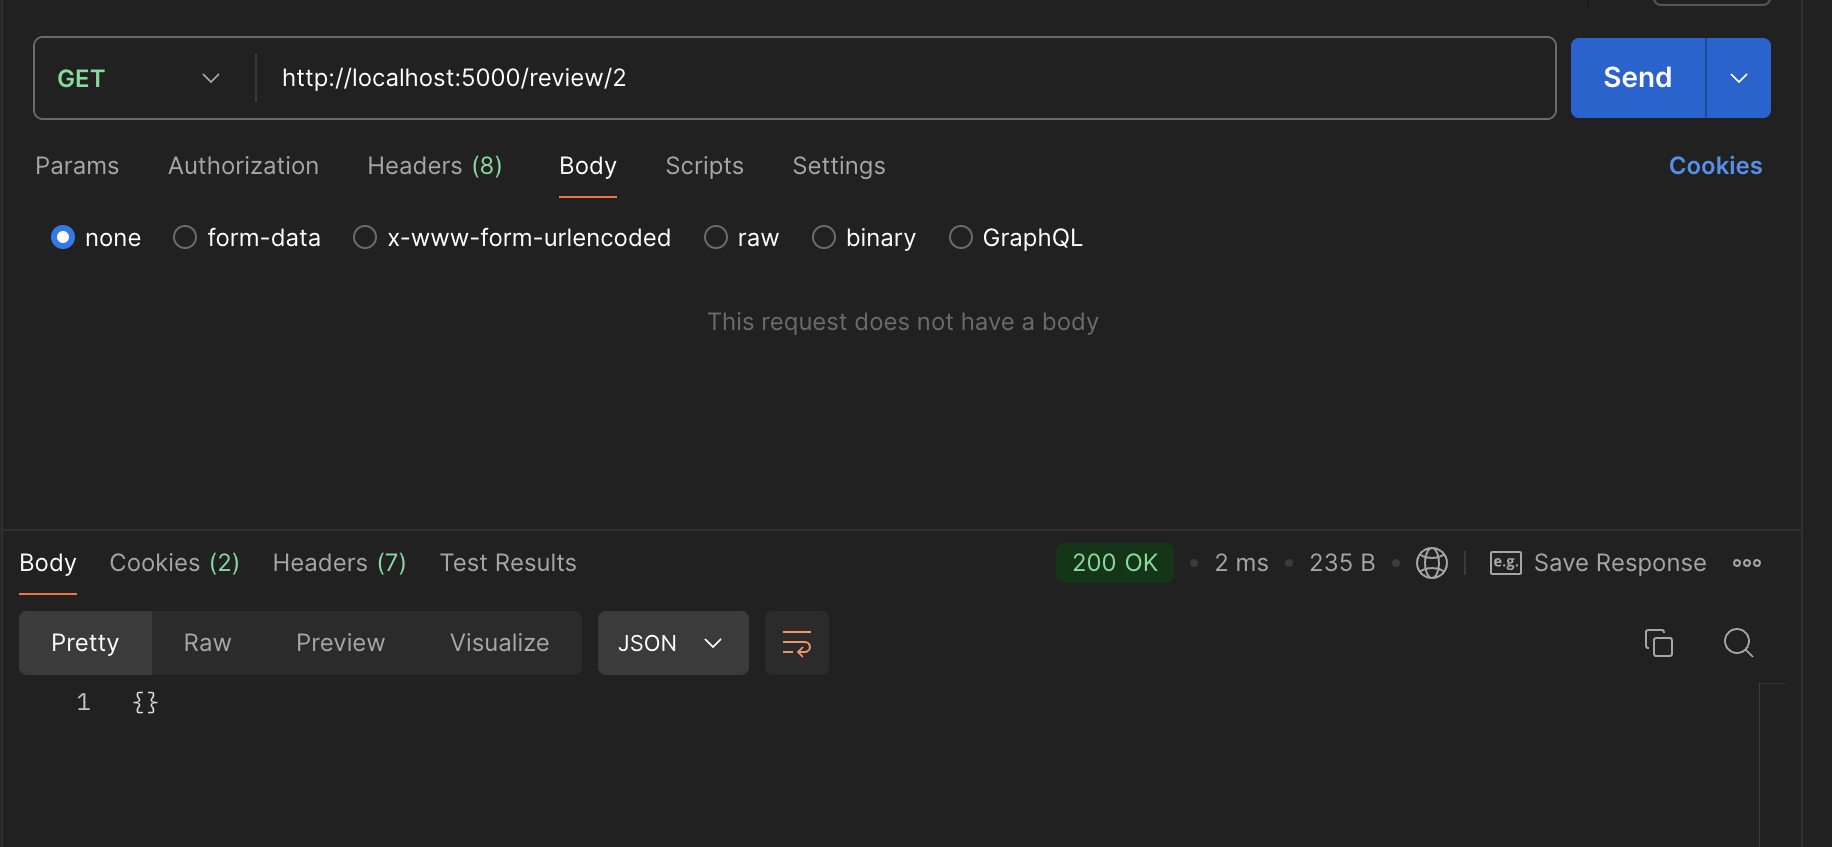 GET http://localhost:5000/review/2 Send
Params Authorization Headers (8) Body Scripts Settings Cookies
none form-data x-www-form-urlencoded raw binary GraphQL
This request does not have a body
Body Cookies (2) Headers (7) Test Results 200 OK • 2 ms • 235 B • e.g. Save Response
Pretty Raw Preview Visualize JSON
1 {}